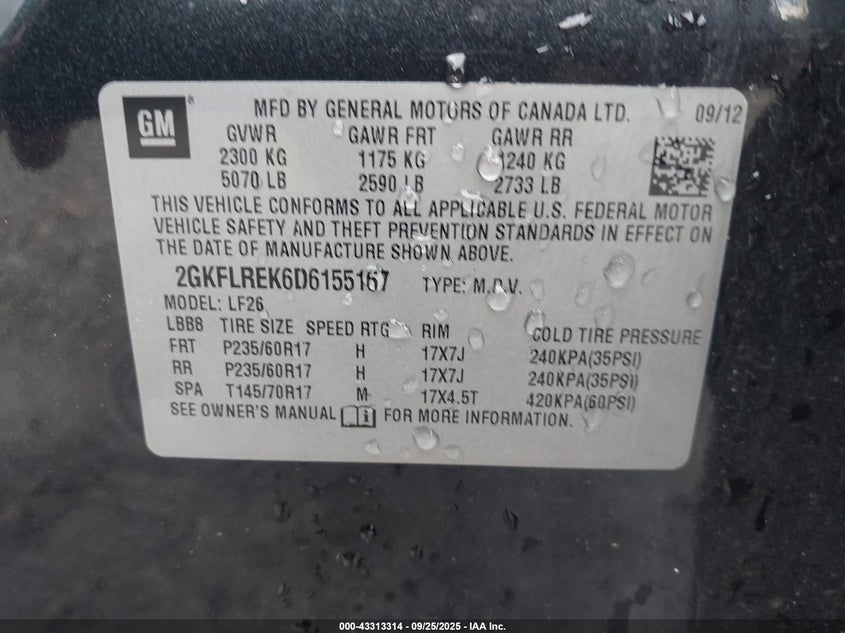 GM
®
MFD BY GENERAL MOTORS OF CANADA LTD. 09/12
GVWR GAWR FRT GAWR RR
2300 KG 1175 KG 1240 KG
5070 LB 2590 LB 2733 LB
THIS VEHICLE CONFORMS TO ALL APPLICABLE U.S. FEDERAL MOTOR
VEHICLE SAFETY AND THEFT PREVENTION STANDARDS IN EFFECT ON
THE DATE OF MANUFACTURE SHOWN ABOVE.
2GKFLREK6D6155167 TYPE: M.P.V.
MODEL: LF26
LBB8 TIRE SIZE SPEED RTG RIM COLD TIRE PRESSURE
FRT P235/60R17 H 17X7J 240KPA(35PSI)
RR P235/60R17 H 17X7J 240KPA(35PSI)
SPA T145/70R17 M 17X4.5T 420KPA(60PSI)
SEE OWNER'S MANUAL FOR MORE INFORMATION.
000-43313314 - 09/25/2025 - IAA Inc.